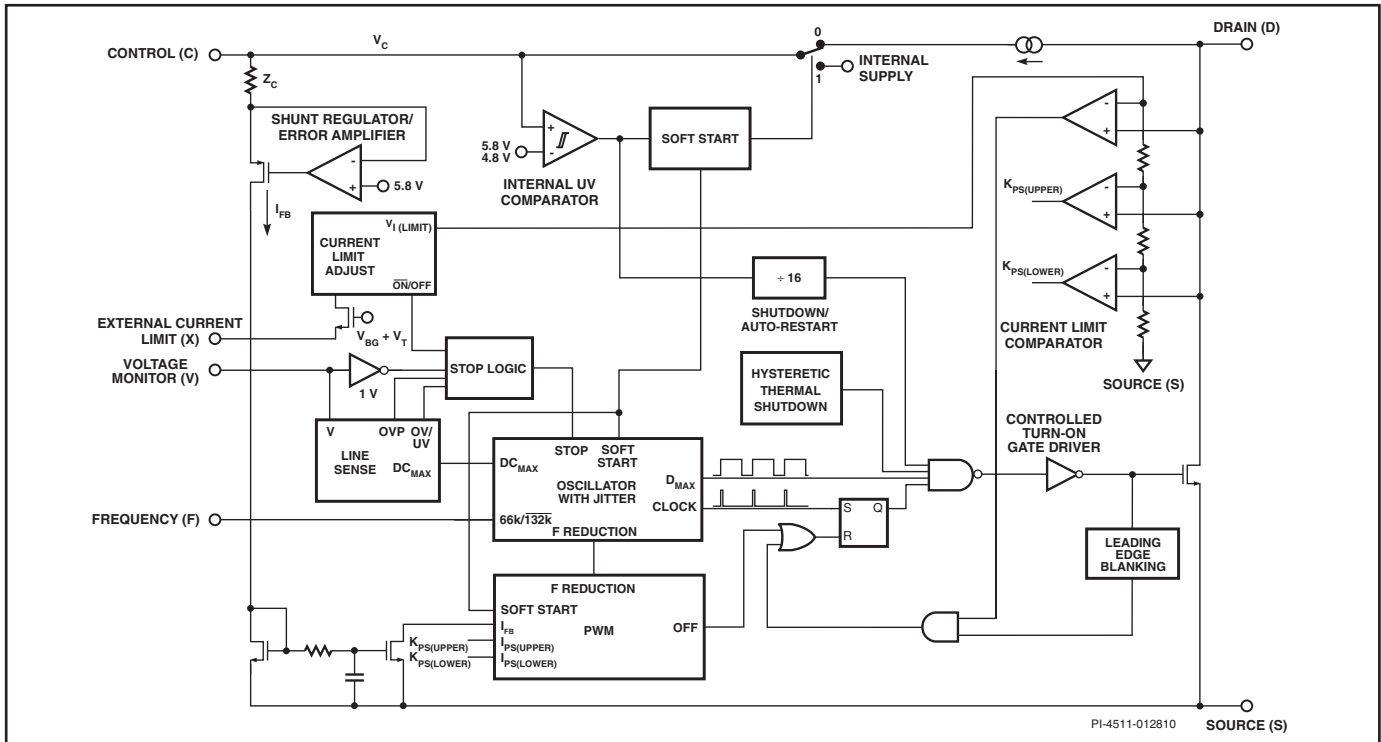 DRAIN (D)
CONTROL (C)
V_C
0
1
INTERNAL
SUPPLY
Z_C
SHUNT REGULATOR/
ERROR AMPLIFIER
-
+
5.8 V
I_FB
+
-
5.8 V
4.8 V
INTERNAL UV
COMPARATOR
SOFT START
-
+
K_PS(UPPER)
-
+
K_PS(LOWER)
-
+
CURRENT LIMIT
COMPARATOR
SOURCE (S)
V_I (LIMIT)
CURRENT
LIMIT
ADJUST
O̅N̅/OFF
÷ 16
SHUTDOWN/
AUTO-RESTART
EXTERNAL CURRENT
LIMIT (X)
V_BG + V_T
VOLTAGE
MONITOR (V)
1 V
STOP LOGIC
HYSTERETIC
THERMAL
SHUTDOWN
CONTROLLED
TURN-ON
GATE DRIVER
V
OVP
OV/
UV
LINE
SENSE
DC_MAX
DC_MAX
STOP
SOFT
START
OSCILLATOR
WITH JITTER
D_MAX
CLOCK
66k/1̅3̅2̅k̅
F REDUCTION
FREQUENCY (F)
S
Q
R
LEADING
EDGE
BLANKING
F REDUCTION
SOFT START
PWM
OFF
I_FB
K_PS(UPPER)
I_PS(UPPER)
K_PS(LOWER)
I_PS(LOWER)
PI-4511-012810
SOURCE (S)